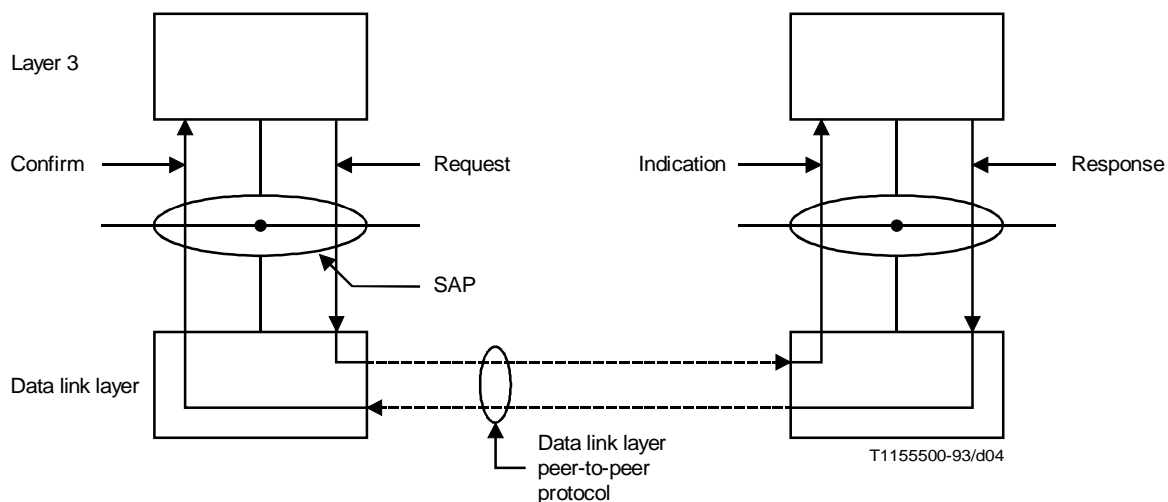 Layer 3
Confirm
Request
Indication
Response
SAP
Data link layer
Data link layer
peer-to-peer
protocol
T1155500-93/d04